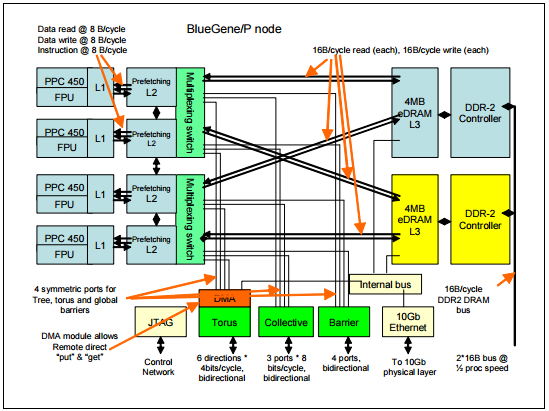 BlueGene/P node
Data read @ 8 B/cycle
Data write @ 8 B/cycle
Instruction @ 8 B/cycle
16B/cycle read (each), 16B/cycle write (each)
PPC 450
FPU
L1
Prefetching
L2
PPC 450
FPU
L1
Prefetching
L2
Multiplexing switch
4MB
eDRAM
L3
DDR-2
Controller
PPC 450
FPU
L1
Prefetching
L2
PPC 450
FPU
L1
Prefetching
L2
Multiplexing switch
4MB
eDRAM
L3
DDR-2
Controller
4 symmetric ports for
Tree, torus and global
barriers
DMA module allows
Remote direct
“put” & “get”
Internal bus
16B/cycle
DDR2 DRAM
bus
DMA
JTAG
Torus
Collective
Barrier
10Gb
Ethernet
Control
Network
6 directions *
4bits/cycle,
bidirectional
3 ports * 8
bits/cycle,
bidirectional
4 ports,
bidirectional
To 10Gb
physical layer
2*16B bus @
½ proc speed